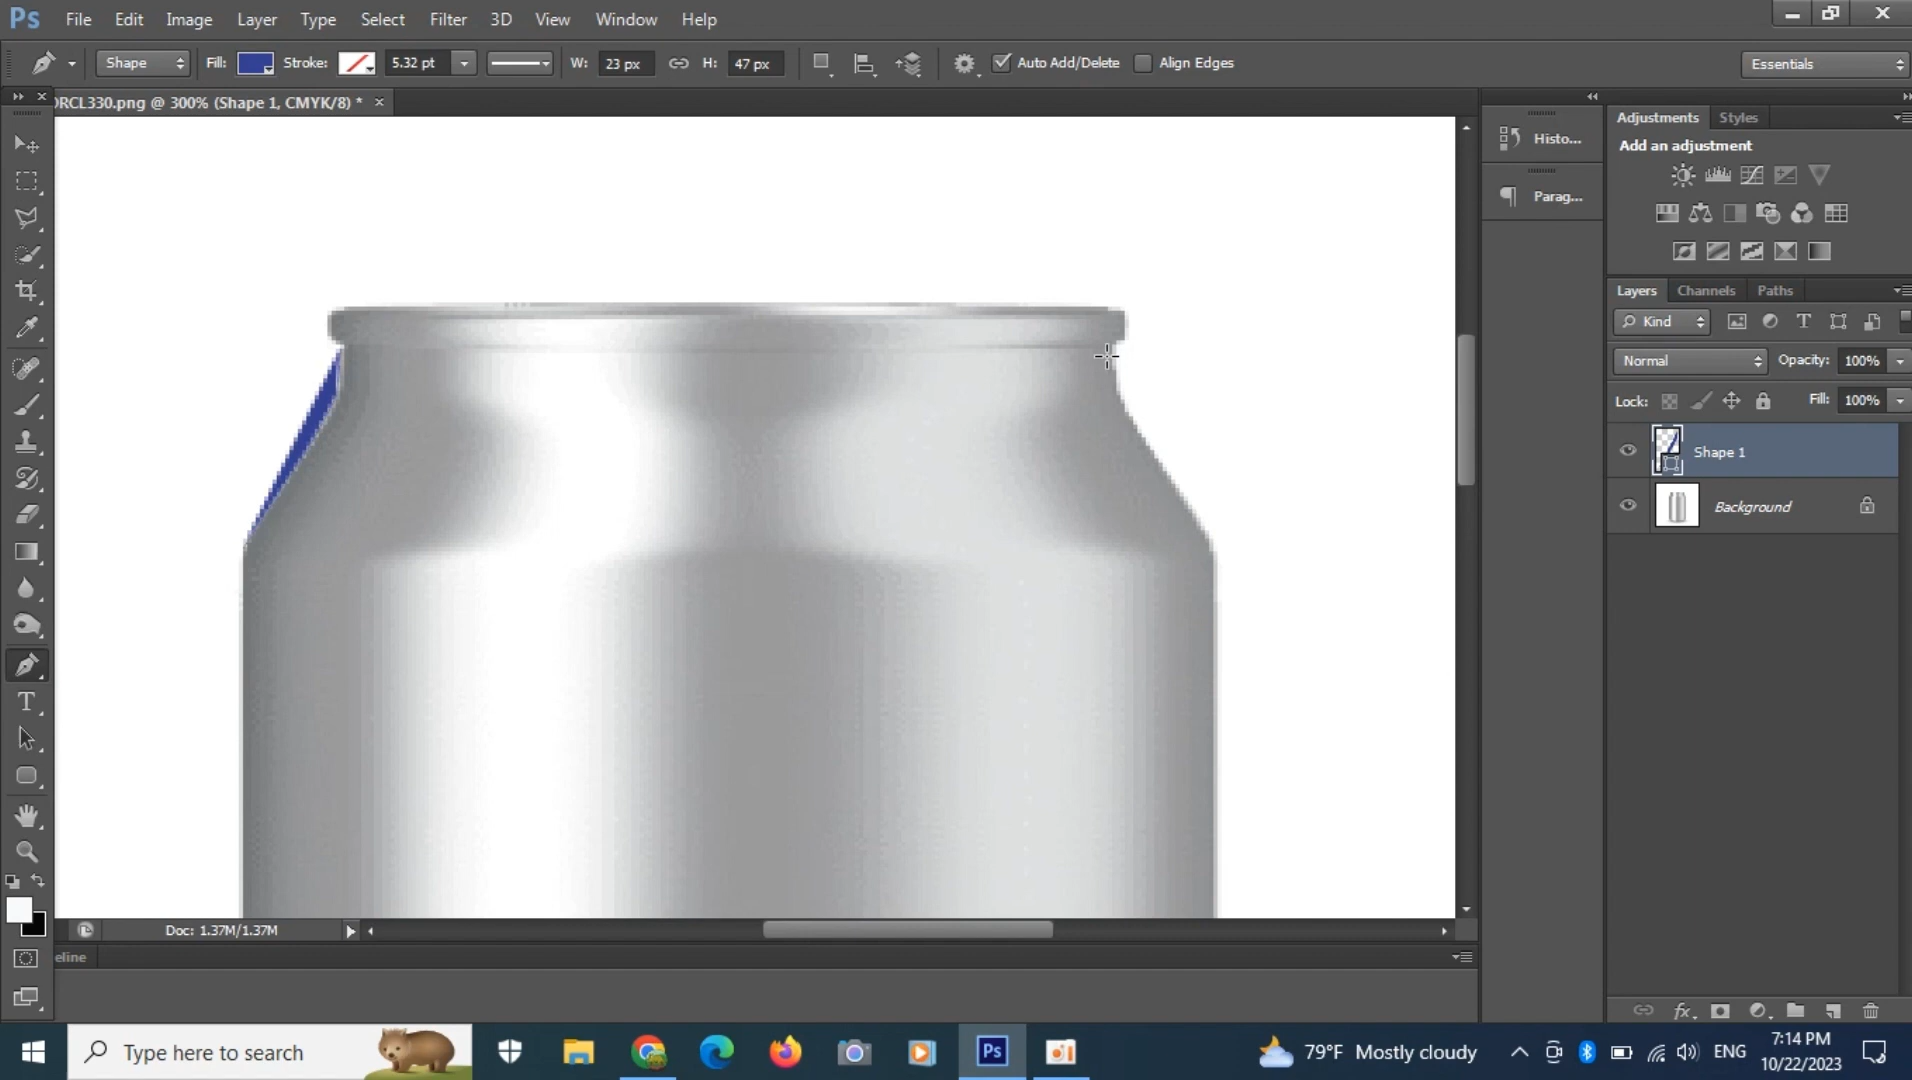 Ps File Edit Image Layer Type Select Filter 3D View Window Help
Shape Fill: Stroke: 5.32 pt W: 23 px H: 47 px Auto Add/Delete Align Edges Essentials
ORCL330.png @ 300% (Shape 1, CMYK/8) *
Adjustments Styles
Histo...
Add an adjustment
Parag...
Layers Channels Paths
Kind
Normal Opacity: 100%
Lock: Fill: 100%
Shape 1
Background
Doc: 1.37M/1.37M
eline
Type here to search
Ps
79°F Mostly cloudy
ENG
7:14 PM
10/22/2023